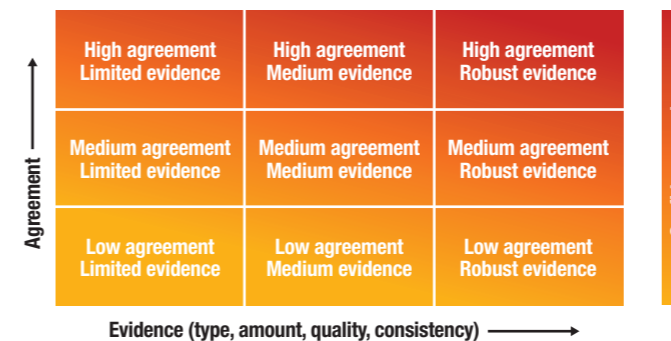 High agreement
Limited evidence
High agreement
Medium evidence
High agreement
Robust evidence
Medium agreement
Limited evidence
Medium agreement
Medium evidence
Medium agreement
Robust evidence
Low agreement
Limited evidence
Low agreement
Medium evidence
Low agreement
Robust evidence
Agreement
Evidence (type, amount, quality, consistency)